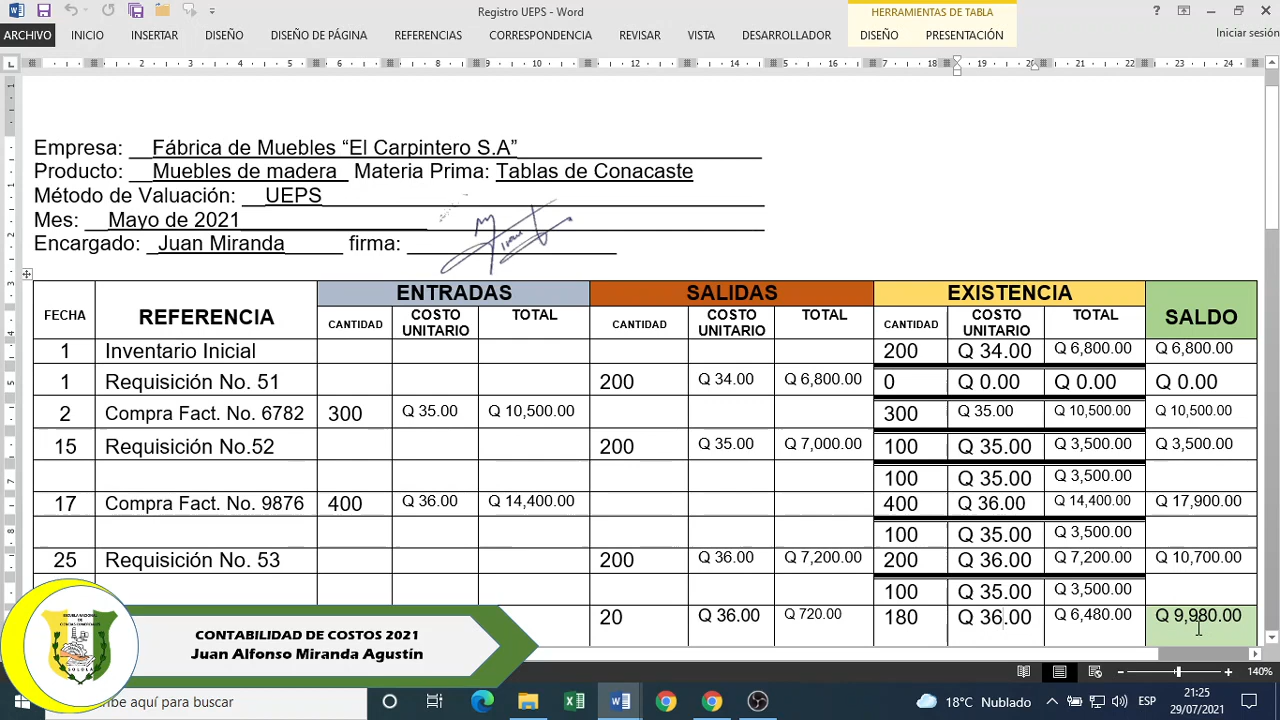 Registro UEPS - Word
HERRAMIENTAS DE TABLA
ARCHIVO INICIO INSERTAR DISEÑO DISEÑO DE PÁGINA REFERENCIAS CORRESPONDENCIA REVISAR VISTA DESARROLLADOR DISEÑO PRESENTACIÓN Iniciar sesión
Empresa: Fábrica de Muebles “El Carpintero S.A”
Producto: Muebles de madera Materia Prima: Tablas de Conacaste
Método de Valuación: UEPS
Mes: Mayo de 2021
Encargado: Juan Miranda firma:
FECHA REFERENCIA ENTRADAS SALIDAS EXISTENCIA SALDO
CANTIDAD COSTO UNITARIO TOTAL CANTIDAD COSTO UNITARIO TOTAL CANTIDAD COSTO UNITARIO TOTAL
1 Inventario Inicial 200 Q 34.00 Q 6,800.00 Q 6,800.00
1 Requisición No. 51 200 Q 34.00 Q 6,800.00 0 Q 0.00 Q 0.00 Q 0.00
2 Compra Fact. No. 6782 300 Q 35.00 Q 10,500.00 300 Q 35.00 Q 10,500.00 Q 10,500.00
15 Requisición No.52 200 Q 35.00 Q 7,000.00 100 Q 35.00 Q 3,500.00 Q 3,500.00
100 Q 35.00 Q 3,500.00
17 Compra Fact. No. 9876 400 Q 36.00 Q 14,400.00 400 Q 36.00 Q 14,400.00 Q 17,900.00
100 Q 35.00 Q 3,500.00
25 Requisición No. 53 200 Q 36.00 Q 7,200.00 200 Q 36.00 Q 7,200.00 Q 10,700.00
100 Q 35.00 Q 3,500.00
20 Q 36.00 Q 720.00 180 Q 36.00 Q 6,480.00 Q 9,980.00
CONTABILIDAD DE COSTOS 2021
Juan Alfonso Miranda Agustín
140%
be aquí para buscar
18°C Nublado ESP 21:25
29/07/2021